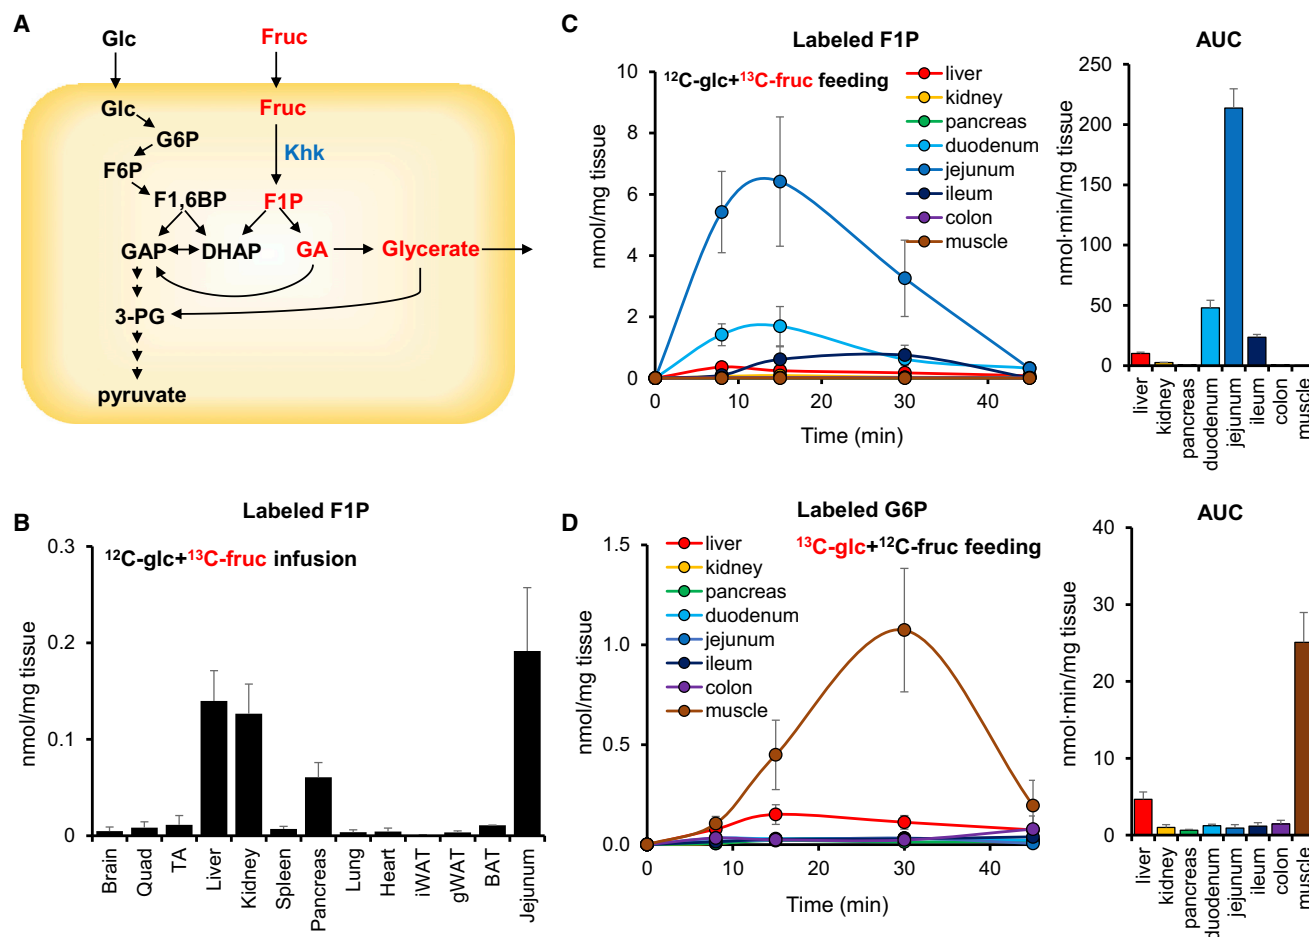 A
Glc
Fruc
Glc
Fruc
G6P
Khk
F6P
F1,6BP
F1P
GAP
DHAP
GA
Glycerate
3-PG
pyruvate
B
Labeled F1P
¹²C-glc+¹³C-fruc infusion
nmol/mg tissue
0.3
0.2
0.1
0
Brain
Quad
TA
Liver
Kidney
Spleen
Pancreas
Lung
Heart
iWAT
gWAT
BAT
Jejunum
C
Labeled F1P
¹²C-glc+¹³C-fruc feeding
liver
kidney
pancreas
duodenum
jejunum
ileum
colon
muscle
nmol/mg tissue
10
8
6
4
2
0
0
10
20
30
40
Time (min)
AUC
nmol·min/mg tissue
250
200
150
100
50
0
liver
kidney
pancreas
duodenum
jejunum
ileum
colon
muscle
D
Labeled G6P
¹³C-glc+¹²C-fruc feeding
liver
kidney
pancreas
duodenum
jejunum
ileum
colon
muscle
nmol/mg tissue
1.5
1.0
0.5
0.0
0
10
20
30
40
Time (min)
AUC
nmol·min/mg tissue
40
30
20
10
0
liver
kidney
pancreas
duodenum
jejunum
ileum
colon
muscle